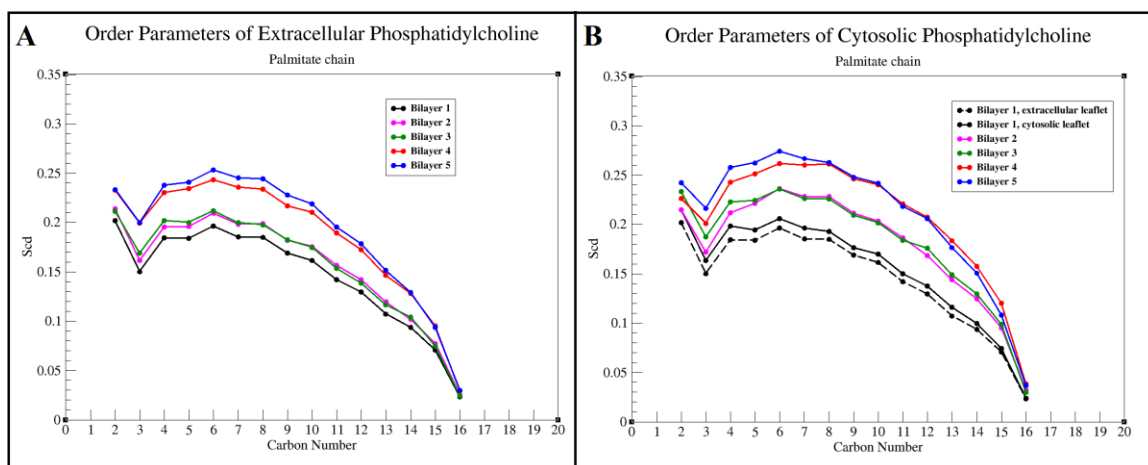 A
Order Parameters of Extracellular Phosphatidylcholine
Palmitate chain
0.35
0.3
0.25
0.2
0.15
0.1
0.05
0
Scd
Bilayer 1
Bilayer 2
Bilayer 3
Bilayer 4
Bilayer 5
0 1 2 3 4 5 6 7 8 9 10 11 12 13 14 15 16 17 18 19 20
Carbon Number
B
Order Parameters of Cytosolic Phosphatidylcholine
Palmitate chain
0.35
0.3
0.25
0.2
0.15
0.1
0.05
0
Scd
Bilayer 1, extracellular leaflet
Bilayer 1, cytosolic leaflet
Bilayer 2
Bilayer 3
Bilayer 4
Bilayer 5
0 1 2 3 4 5 6 7 8 9 10 11 12 13 14 15 16 17 18 19 20
Carbon Number